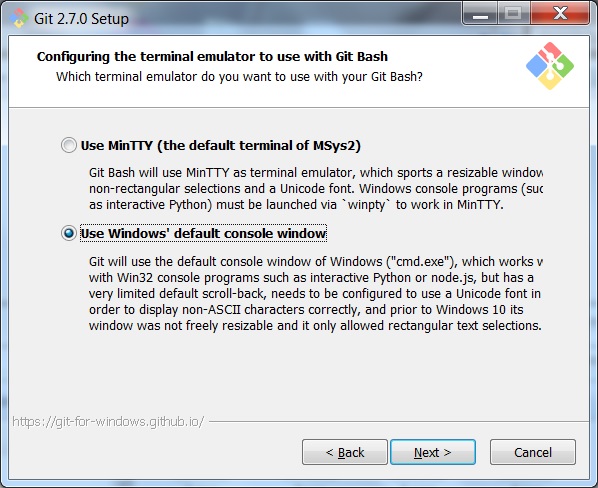 Git 2.7.0 Setup
Configuring the terminal emulator to use with Git Bash
Which terminal emulator do you want to use with your Git Bash?
Use MinTTY (the default terminal of MSys2)
Git Bash will use MinTTY as terminal emulator, which sports a resizable window
non-rectangular selections and a Unicode font. Windows console programs (suc
as interactive Python) must be launched via `winpty` to work in MinTTY.
Use Windows' default console window
Git will use the default console window of Windows ("cmd.exe"), which works w
with Win32 console programs such as interactive Python or node.js, but has a
very limited default scroll-back, needs to be configured to use a Unicode font in
order to display non-ASCII characters correctly, and prior to Windows 10 its
window was not freely resizable and it only allowed rectangular text selections.
https://git-for-windows.github.io/
< Back
Next >
Cancel